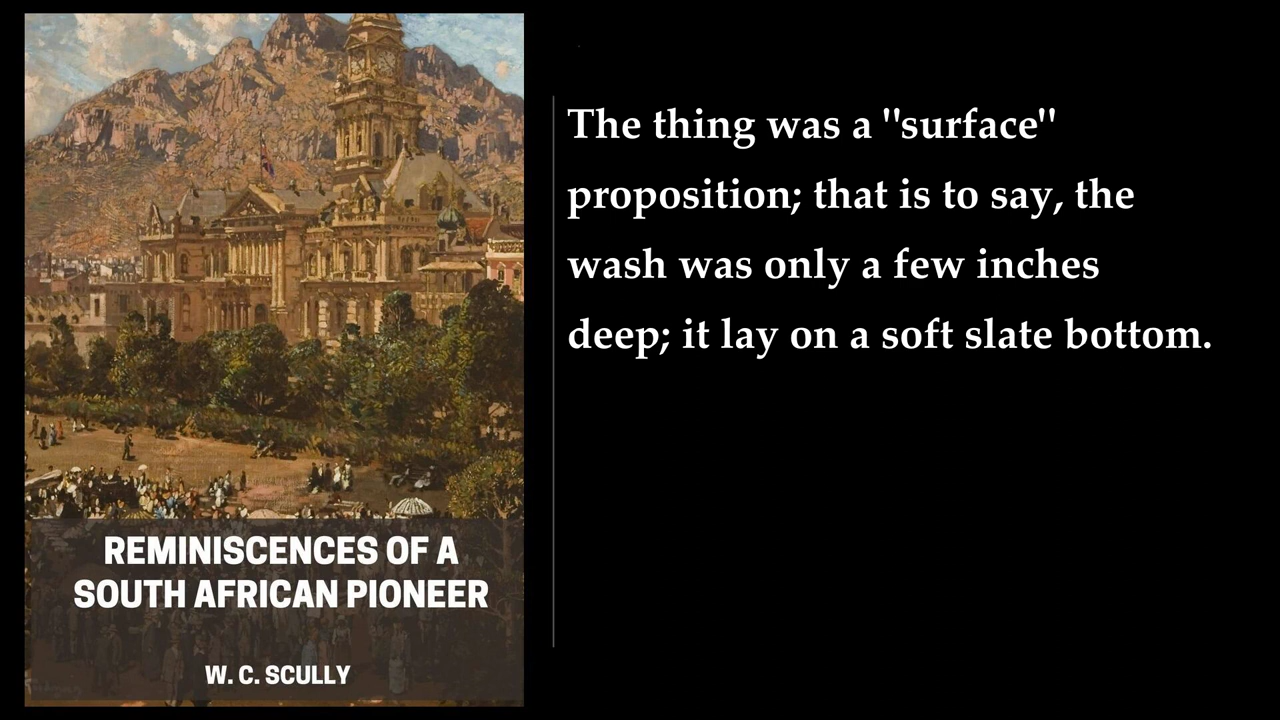 The thing was a "surface"
proposition; that is to say, the
wash was only a few inches
deep; it lay on a soft slate bottom.
REMINISCENCES OF A
SOUTH AFRICAN PIONEER
W. C. SCULLY